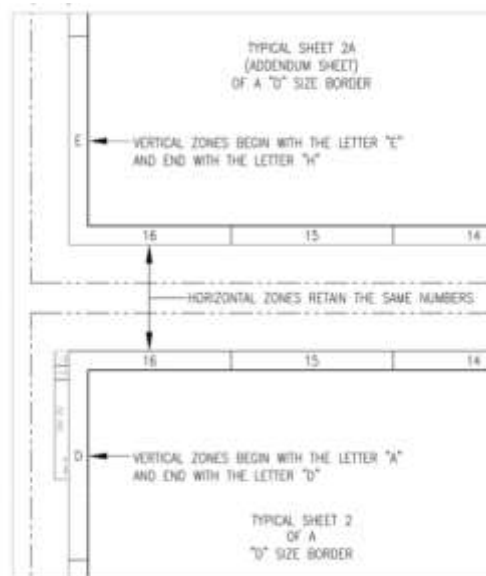 TYPICAL SHEET 2A
(ADDENDUM SHEET)
OF A "D" SIZE BORDER
E
VERTICAL ZONES BEGIN WITH THE LETTER "E"
AND END WITH THE LETTER "H"
16 15 14
HORIZONTAL ZONES RETAIN THE SAME NUMBERS
16 15 14
D
VERTICAL ZONES BEGIN WITH THE LETTER "A"
AND END WITH THE LETTER "D"
TYPICAL SHEET 2
OF A
"D" SIZE BORDER